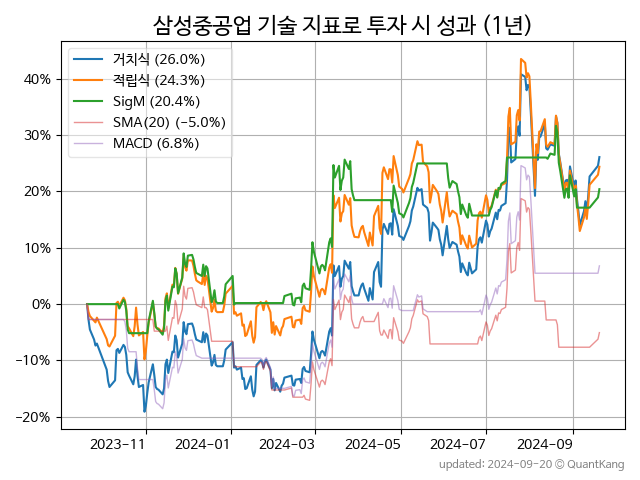 삼성중공업 기술 지표로 투자 시 성과 (1년)
거치식 (26.0%)
적립식 (24.3%)
SigM (20.4%)
SMA(20) (−5.0%)
MACD (6.8%)
40%
30%
20%
10%
0%
−10%
−20%
2023-11 2024-01 2024-03 2024-05 2024-07 2024-09
updated: 2024-09-20 @ QuantKang